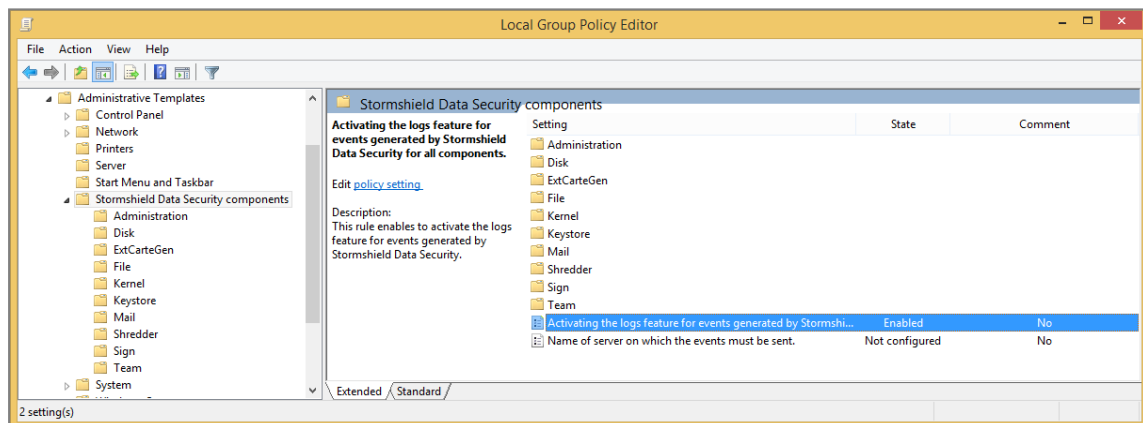 Local Group Policy Editor
File Action View Help
Administrative Templates
Control Panel
Network
Printers
Server
Start Menu and Taskbar
Stormshield Data Security components
Administration
Disk
ExtCarteGen
File
Kernel
Keystore
Mail
Shredder
Sign
Team
System
Stormshield Data Security components
Activating the logs feature for
events generated by Stormshield
Data Security for all components.
Edit policy setting
Description:
This rule enables to activate the logs
feature for events generated by
Stormshield Data Security.
Setting State Comment
Administration
Disk
ExtCarteGen
File
Kernel
Keystore
Mail
Shredder
Sign
Team
Activating the logs feature for events generated by Stormshi... Enabled No
Name of server on which the events must be sent. Not configured No
Extended Standard
2 setting(s)